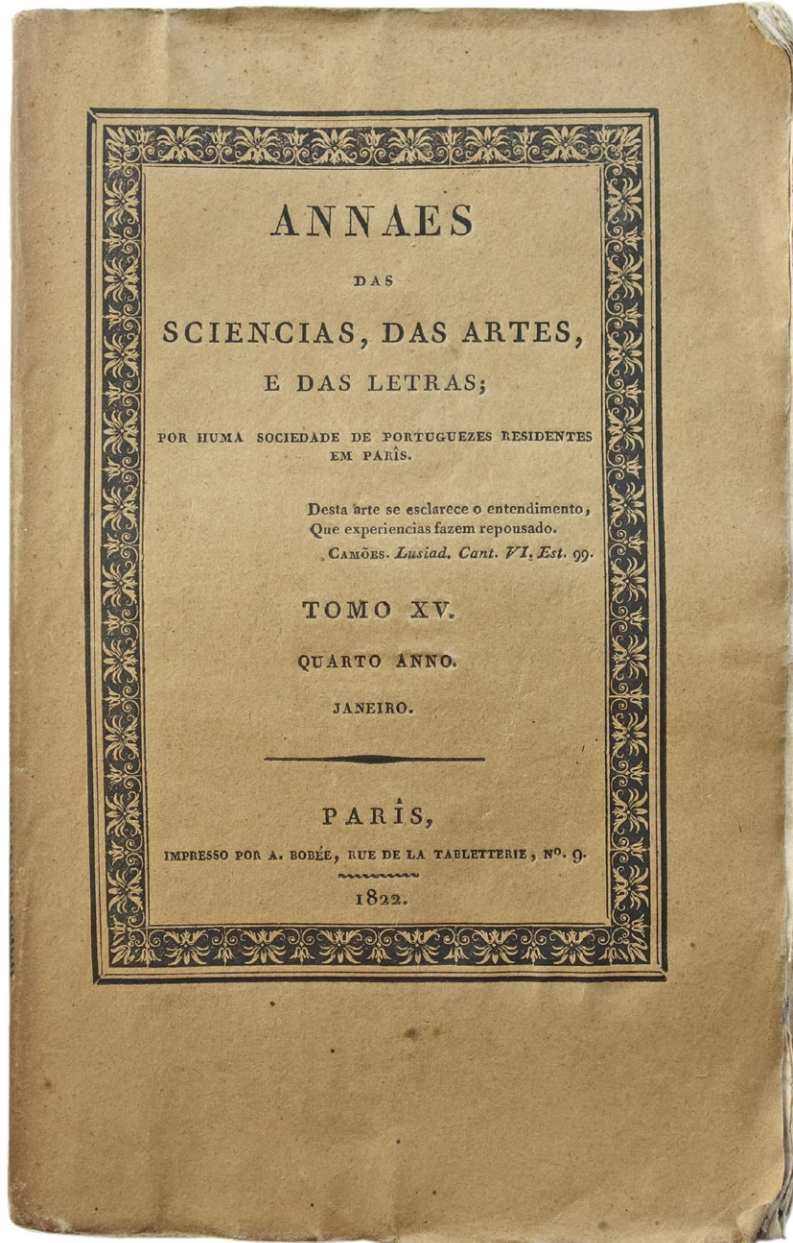 ANNAES
DAS
SCIENCIAS, DAS ARTES,
E DAS LETRAS;
POR HUMA SOCIEDADE DE PORTUGUEZES RESIDENTES
EM PARÎS.
Desta arte se esclarece o entendimento,
Que experiencias fazem repousado.
CAMÕES. Lusiad. Cant. VI. Est. 99.
TOMO XV.
QUARTO ANNO.
JANEIRO.
PARÎS,
IMPRESSO POR A. BOBÉE, RUE DE LA TABLETTERIE, Nº. 9.
1822.